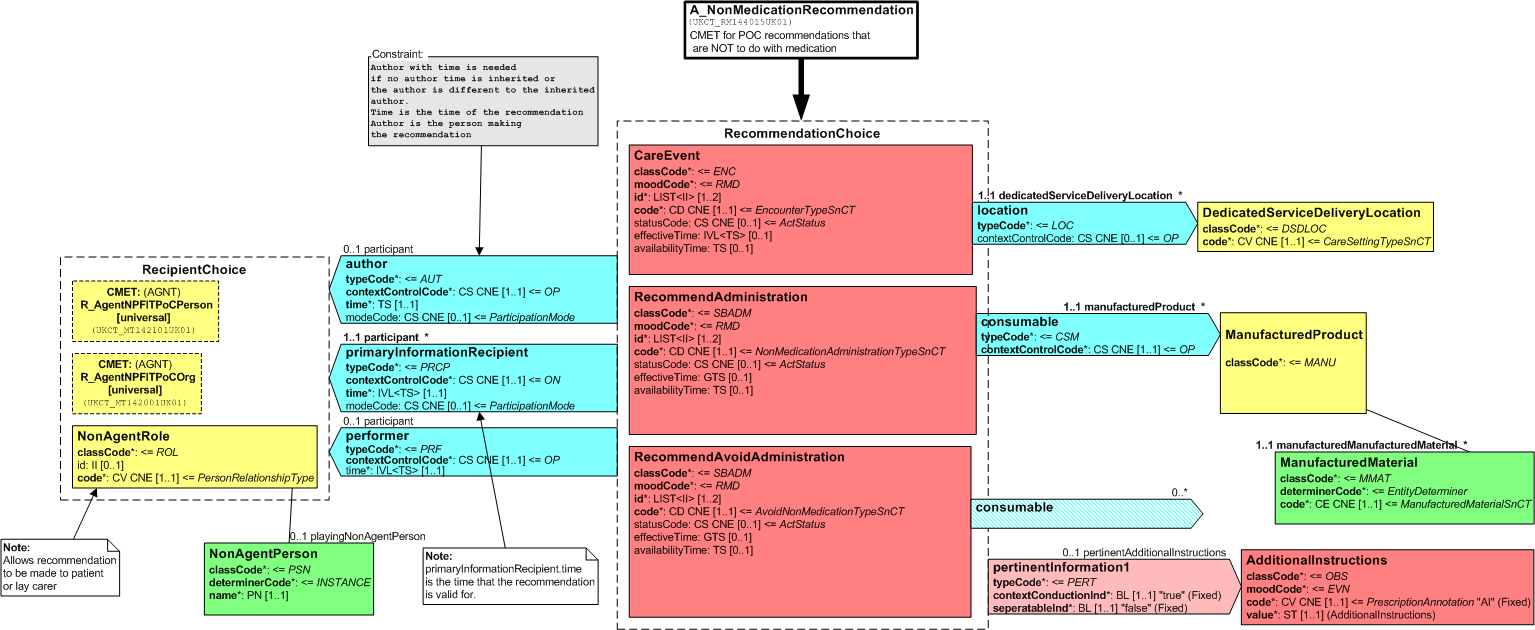 A_NonMedicationRecommendation
(UKCT_RM144015UK01)
CMET for POC recommendations that
are NOT to do with medication
Constraint:
Author with time is needed
if no author time is inherited or
the author is different to the inherited
author.
Time is the time of the recommendation
Author is the person making
the recommendation
RecommendationChoice
CareEvent
classCode*: <= ENC
moodCode*: <= RMD
id*: LIST<II> [1..2]
code*: CD CNE [1..1] <= EncounterTypeSnCT
statusCode: CS CNE [0..1] <= ActStatus
effectiveTime: IVL<TS> [0..1]
availabilityTime: TS [0..1]
1..1 dedicatedServiceDeliveryLocation *
location
typeCode*: <= LOC
contextControlCode: CS CNE [0..1] <= OP
DedicatedServiceDeliveryLocation
classCode*: <= DSDLOC
code*: CV CNE [1..1] <= CareSettingTypeSnCT
RecipientChoice
CMET: (AGNT)
R_AgentNPFITPoCPerson
[universal]
(UKCT_MT142101UK01)
CMET: (AGNT)
R_AgentNPFITPoCOrg
[universal]
(UKCT_MT142001UK01)
NonAgentRole
classCode*: <= ROL
id: II [0..1]
code*: CV CNE [1..1] <= PersonRelationshipType
0..1 participant
author
typeCode*: <= AUT
contextControlCode*: CS CNE [1..1] <= OP
time*: TS [1..1]
modeCode: CS CNE [0..1] <= ParticipationMode
1..1 participant *
primaryInformationRecipient
typeCode*: <= PRCP
contextControlCode*: CS CNE [1..1] <= ON
time*: IVL<TS> [1..1]
modeCode: CS CNE [0..1] <= ParticipationMode
0..1 participant
performer
typeCode*: <= PRF
contextControlCode*: CS CNE [1..1] <= OP
time*: IVL<TS> [1..1]
RecommendAdministration
classCode*: <= SBADM
moodCode*: <= RMD
id*: LIST<II> [1..2]
code*: CD CNE [1..1] <= NonMedicationAdministrationTypeSnCT
statusCode: CS CNE [0..1] <= ActStatus
effectiveTime: GTS [0..1]
availabilityTime: TS [0..1]
1..1 manufacturedProduct *
consumable
typeCode*: <= CSM
contextControlCode*: CS CNE [1..1] <= OP
ManufacturedProduct
classCode*: <= MANU
1..1 manufacturedManufacturedMaterial *
ManufacturedMaterial
classCode*: <= MMAT
determinerCode*: <= EntityDeterminer
code*: CE CNE [1..1] <= ManufacturedMaterialSnCT
RecommendAvoidAdministration
classCode*: <= SBADM
moodCode*: <= RMD
id*: LIST<II> [1..2]
code*: CD CNE [1..1] <= AvoidNonMedicationTypeSnCT
statusCode: CS CNE [0..1] <= ActStatus
effectiveTime: GTS [0..1]
availabilityTime: TS [0..1]
0..*
consumable
0..1 pertinentAdditionalInstructions
pertinentInformation1
typeCode*: <= PERT
contextConductionInd*: BL [1..1] "true" (Fixed)
seperatableInd*: BL [1..1] "false" (Fixed)
AdditionalInstructions
classCode*: <= OBS
moodCode*: <= EVN
code*: CV CNE [1..1] <= PrescriptionAnnotation "AI" (Fixed)
value*: ST [1..1] (AdditionalInstructions)
Note:
Allows recommendation
to be made to patient
or lay carer
0..1 playingNonAgentPerson
NonAgentPerson
classCode*: <= PSN
determinerCode*: <= INSTANCE
name*: PN [1..1]
Note:
primaryInformationRecipient.time
is the time that the recommendation
is valid for.